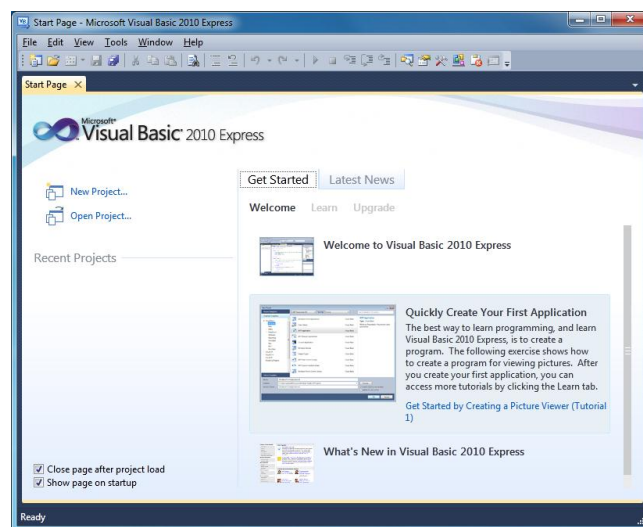 Start Page - Microsoft Visual Basic 2010 Express
File Edit View Tools Window Help
Start Page
Microsoft®
Visual Basic® 2010 Express
New Project...
Open Project...
Recent Projects
Close page after project load
Show page on startup
Get Started Latest News
Welcome Learn Upgrade
Welcome to Visual Basic 2010 Express
Quickly Create Your First Application
The best way to learn programming, and learn
Visual Basic 2010 Express, is to create a
program. The following exercise shows how
to create a program for viewing pictures. After
you create your first application, you can
access more tutorials by clicking the Learn tab.
Get Started by Creating a Picture Viewer (Tutorial
1)
What's New in Visual Basic 2010 Express
Ready